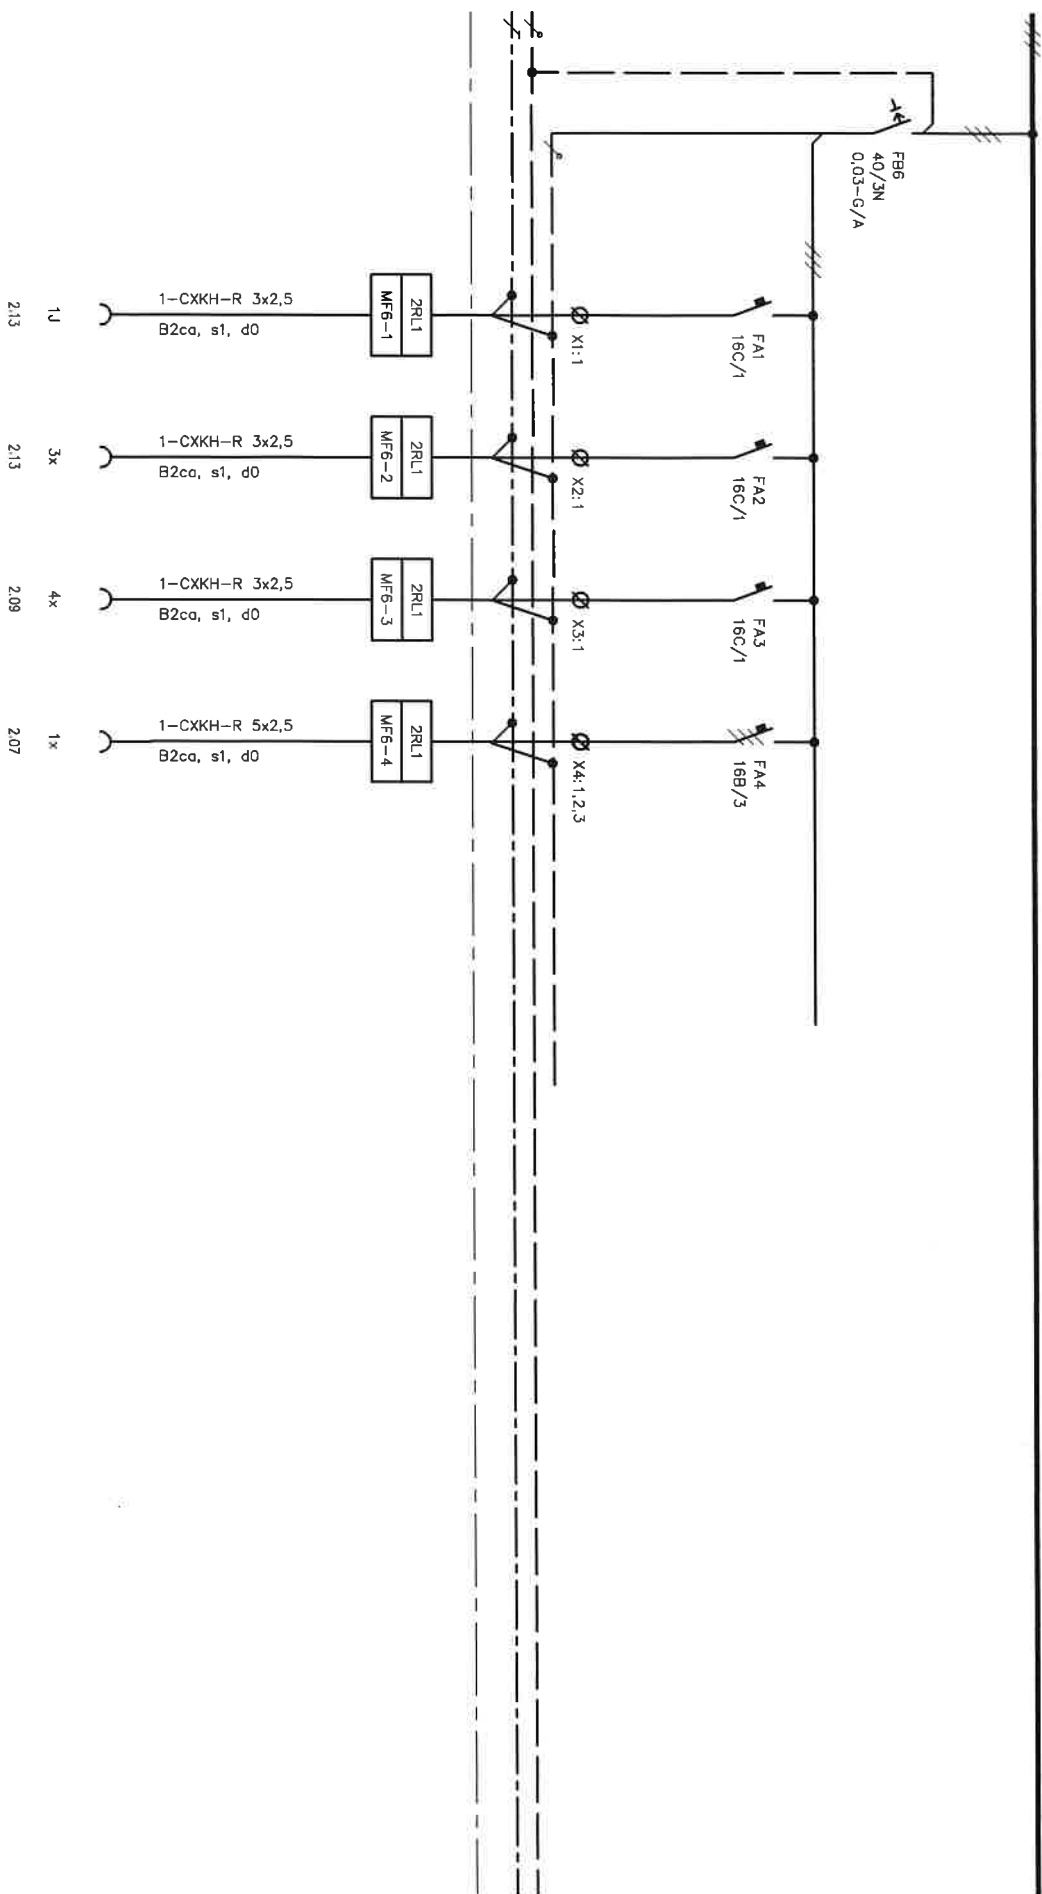 FB6
40/3N
0,03-G/A
FA1
16C/1
FA2
16C/1
FA3
16C/1
FA4
16B/3
X1:1
X2:1
X3:1
X4:1,2,3
2RL1
MF6-1
2RL1
MF6-2
2RL1
MF6-3
2RL1
MF6-4
1-CXKH-R 3x2,5
B2ca, s1, d0
1-CXKH-R 3x2,5
B2ca, s1, d0
1-CXKH-R 3x2,5
B2ca, s1, d0
1-CXKH-R 5x2,5
B2ca, s1, d0
1J
3x
4x
1x
2.13
2.13
2.09
2.07